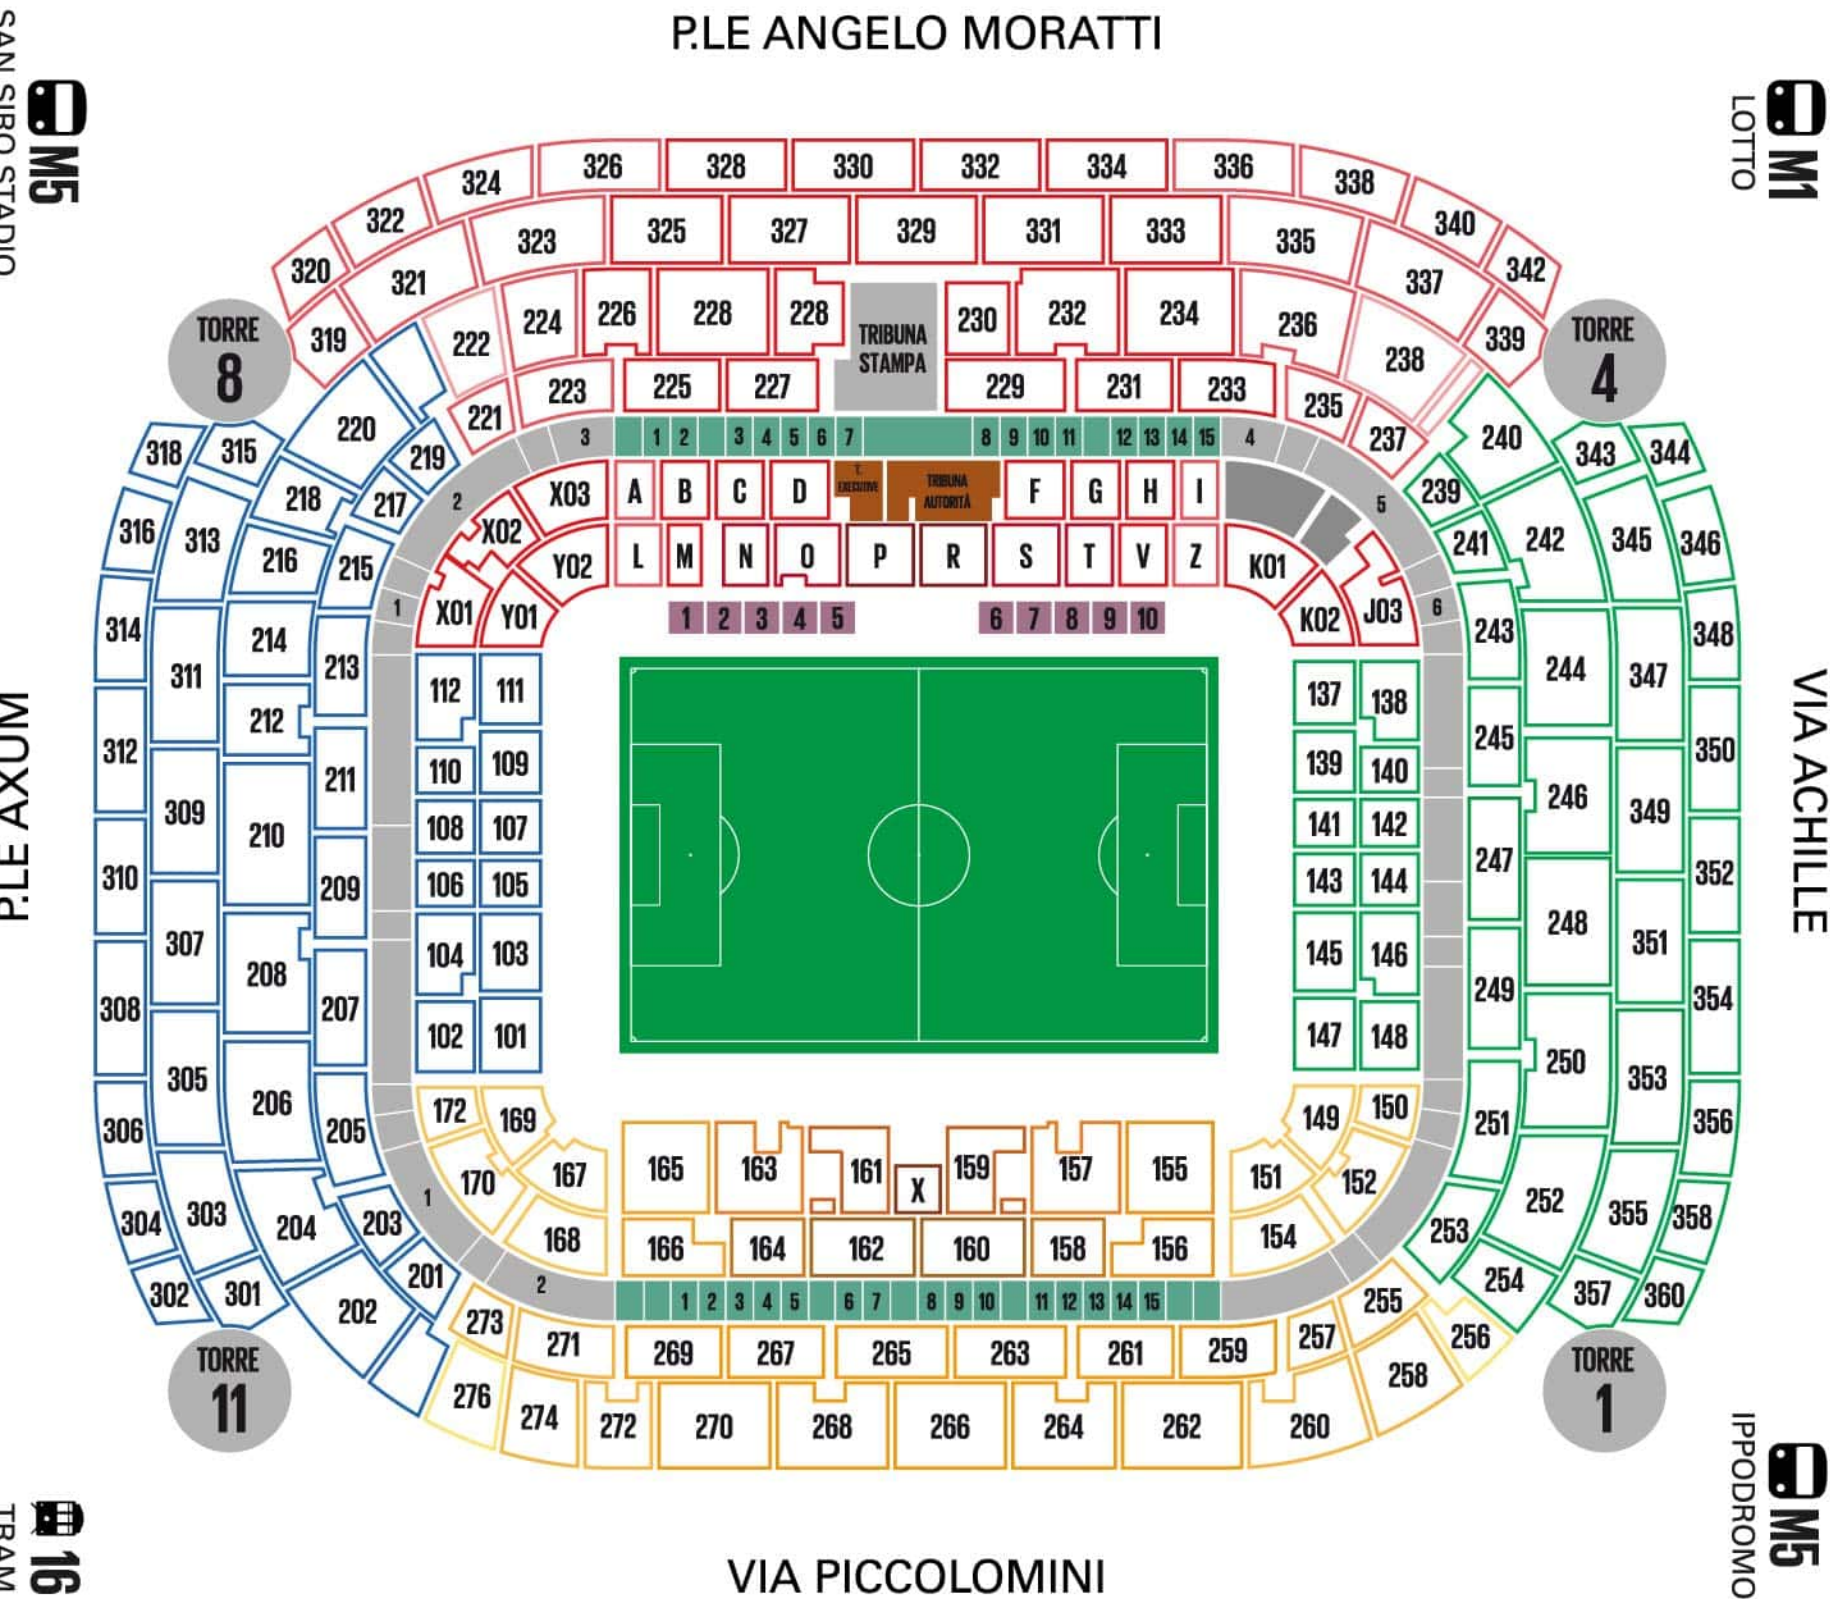 P.LE ANGELO MORATTI
SAN SIRO STADIO
M5
LOTTO
M1
326 328 330 332 334 336
324 338
322 340
320 342
325 327 329 331 333
323 335
321 337
319 339
226 228 228 TRIBUNA STAMPA 230 232 234
224 236
222 238
TORRE 8
TORRE 4
225 227 229 231 233
223 235
221 237
220 240
219 239
3 1 2 3 4 5 6 7 8 9 10 11 12 13 14 15 4
318 315 343 344
218 217 2 5
X03 A B C D T. EXECUTIVE TRIBUNA AUTORITÀ F G H I
316 313 X02 241 242 345 346
216 215 Y02 L M N O P R S T V Z K01
314 1 X01 Y01 K02 J03 6 243 348
1 2 3 4 5 6 7 8 9 10
214 213
311 112 111 137 138 244 347
312 212 245 350
211 110 109 139 140 246
309 210 108 107 141 142 349
310 209 106 105 143 144 247 352
307 104 103 145 146 248 351
308 208 207 249 354
102 101 147 148 250
P.LE AXUM
VIA ACHILLE
305 206 353
306 205 172 169 149 150 251 356
165 163 161 X 159 157 155
170 167 151 152
304 303 204 203 1 252 355 358
168 166 164 162 160 158 156 154 253
302 301 202 201 2 254 357 360
1 2 3 4 5 6 7 8 9 10 11 12 13 14 15
273 271 269 267 265 263 261 259 257 255 256
TORRE 11
TORRE 1
276 274 272 270 268 266 264 262 260 258
16
TRAM
IPPODROMO
M5
VIA PICCOLOMINI